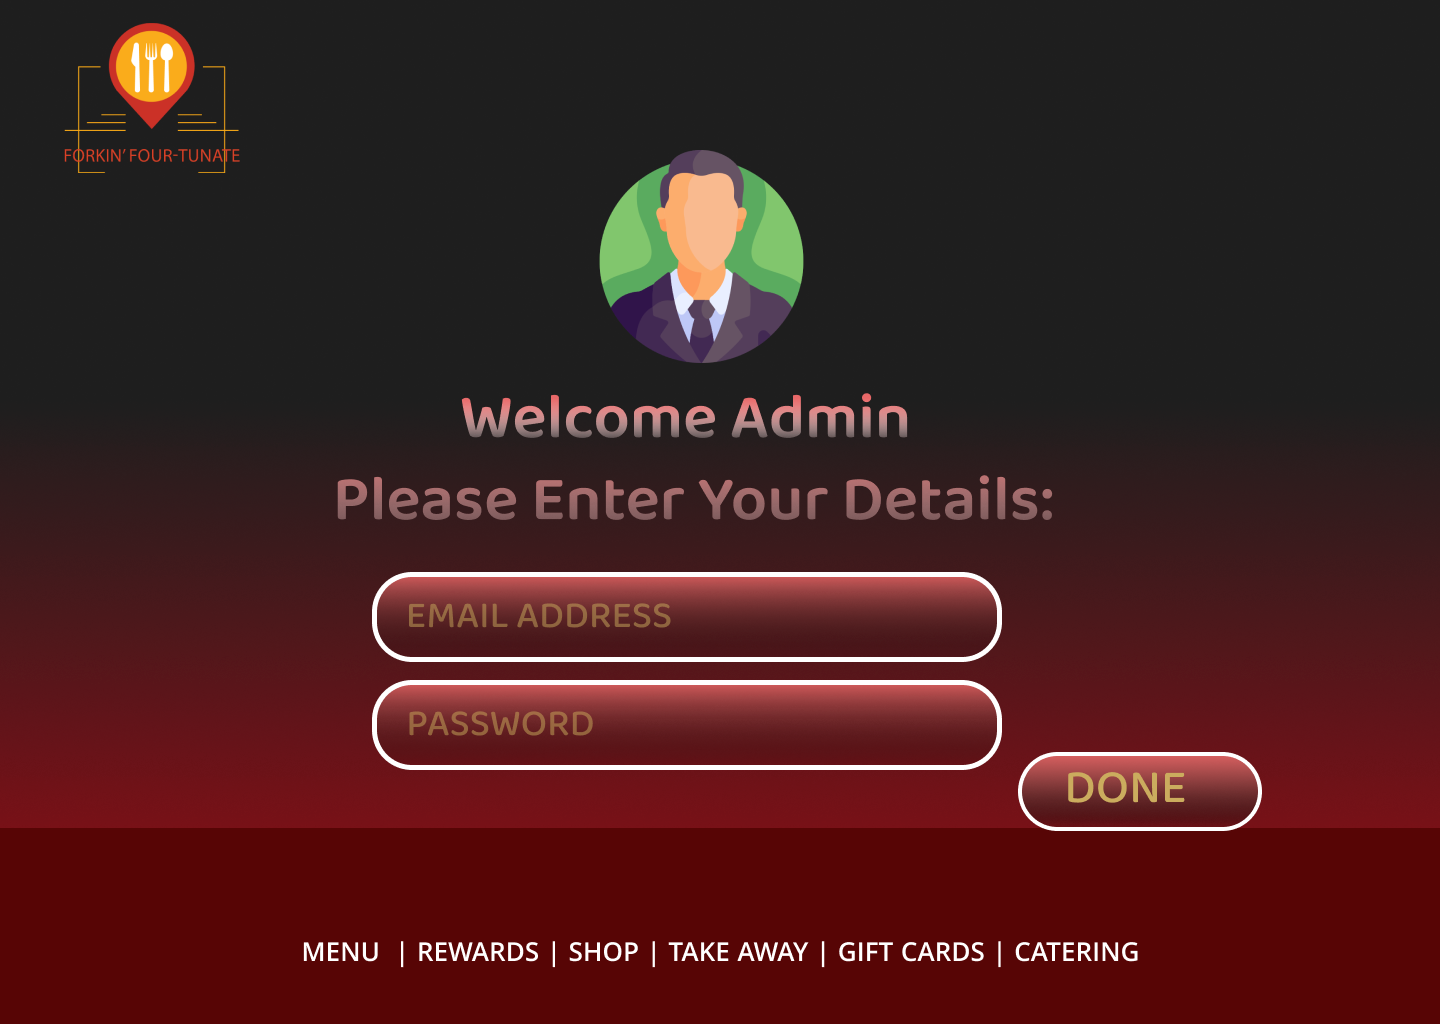 FORKIN' FOUR-TUNATE
Welcome Admin
Please Enter Your Details:
EMAIL ADDRESS
PASSWORD
DONE
MENU | REWARDS | SHOP | TAKE AWAY | GIFT CARDS | CATERING